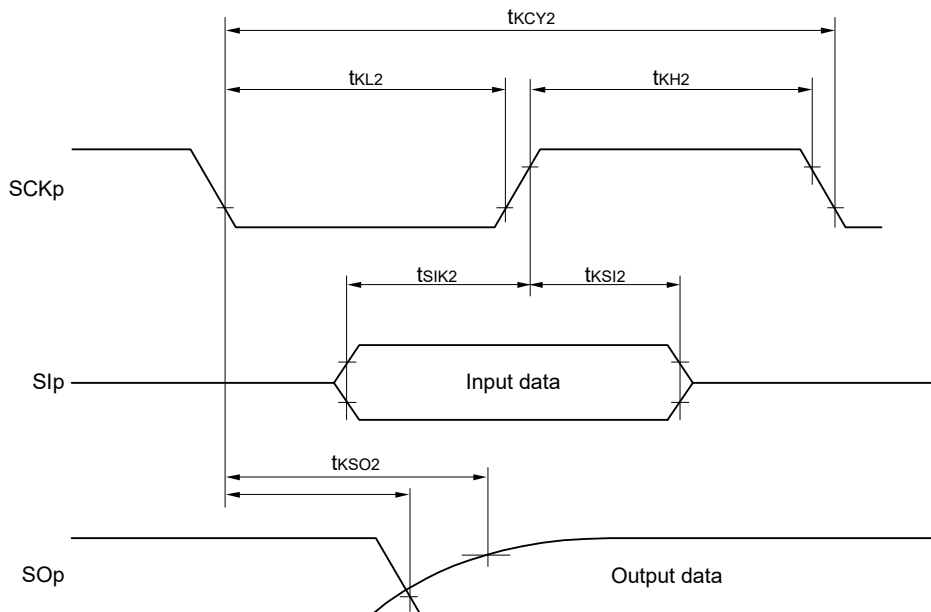 tKCY2
tKL2
tKH2
SCKp
tSIK2
tKSI2
SIp
Input data
tKSO2
SOp
Output data